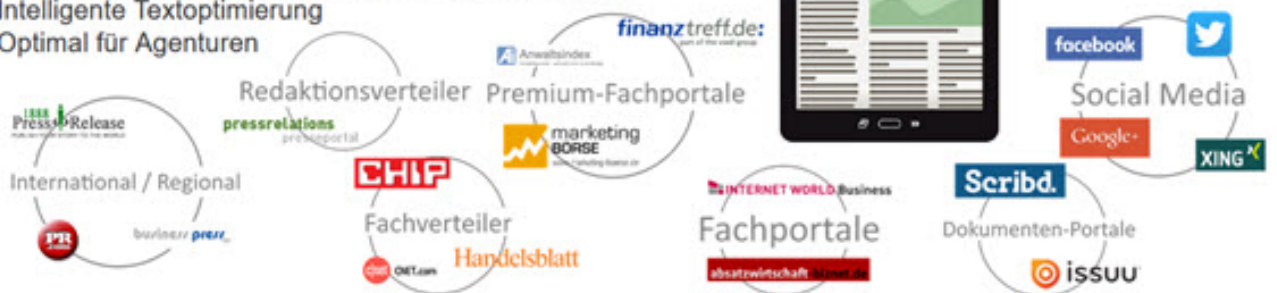 Intelligente Textoptimierung
Optimal für Agenturen
finanztreff.de:
Anwaltsindex
facebook
Redaktionsverteiler
Premium-Fachportale
Social Media
1888
PressRelease
pressrelations
presseportal
marketing
BÖRSE
Google+
XING
International / Regional
CHIP
Scribd.
INTERNET WORLD Business
Fachverteiler
Fachportale
Dokumenten-Portale
PR
business press
Handelsblatt
CNET.com
absatzwirtschaft-biznet.de
issuu